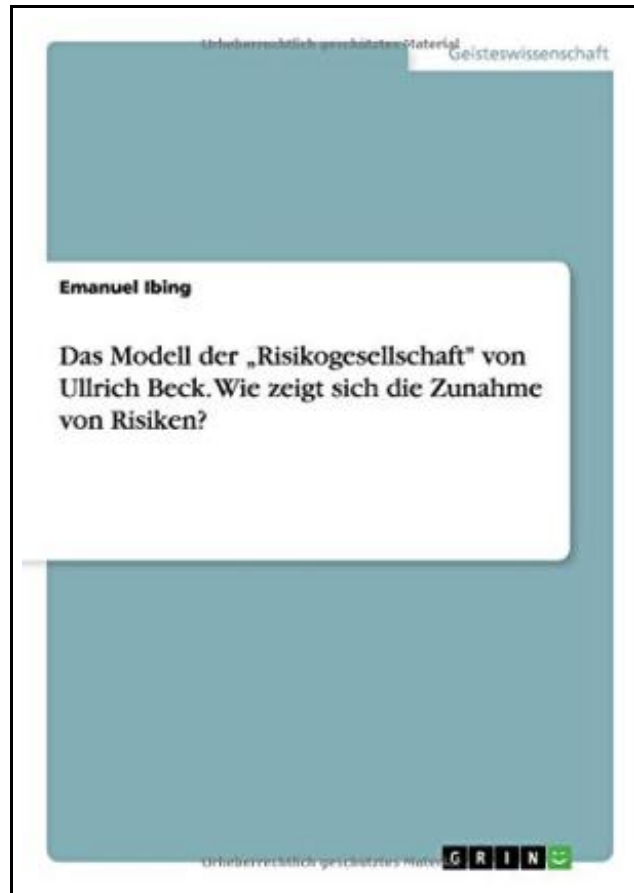 Urheberrechtlich geschütztes Material
Geisteswissenschaft
Emanuel Ibing
Das Modell der „Risikogesellschaft" von
Ullrich Beck. Wie zeigt sich die Zunahme
von Risiken?
Urheberrechtlich geschütztes Material
GRIN